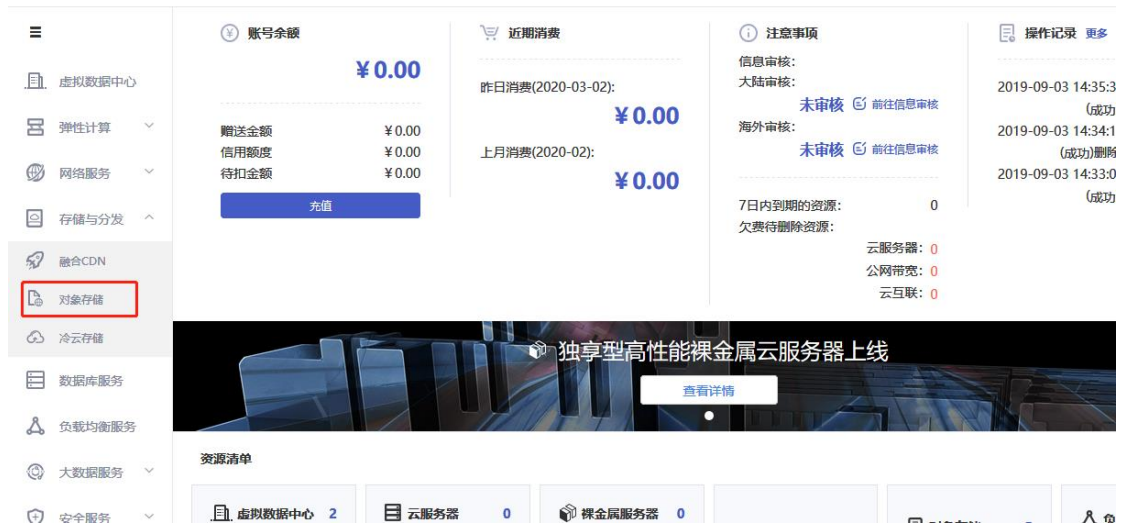 虚拟数据中心
弹性计算
网络服务
存储与分发
融合CDN
对象存储
冷云存储
数据库服务
负载均衡服务
大数据服务
安全服务
账号余额
¥0.00
赠送金额 ¥0.00
信用额度 ¥0.00
待扣金额 ¥0.00
充值
近期消费
昨日消费(2020-03-02):
¥0.00
上月消费(2020-02):
¥0.00
注意事项
信息审核:
大陆审核:
未审核 前往信息审核
海外审核:
未审核 前往信息审核
7日内到期的资源: 0
欠费待删除资源:
云服务器: 0
公网带宽: 0
云互联: 0
操作记录 更多
2019-09-03 14:35:3
(成功
2019-09-03 14:34:1
(成功)删除
2019-09-03 14:33:0
(成功
独享型高性能裸金属云服务器上线
查看详情
资源清单
虚拟数据中心 2
云服务器 0
裸金属服务器 0